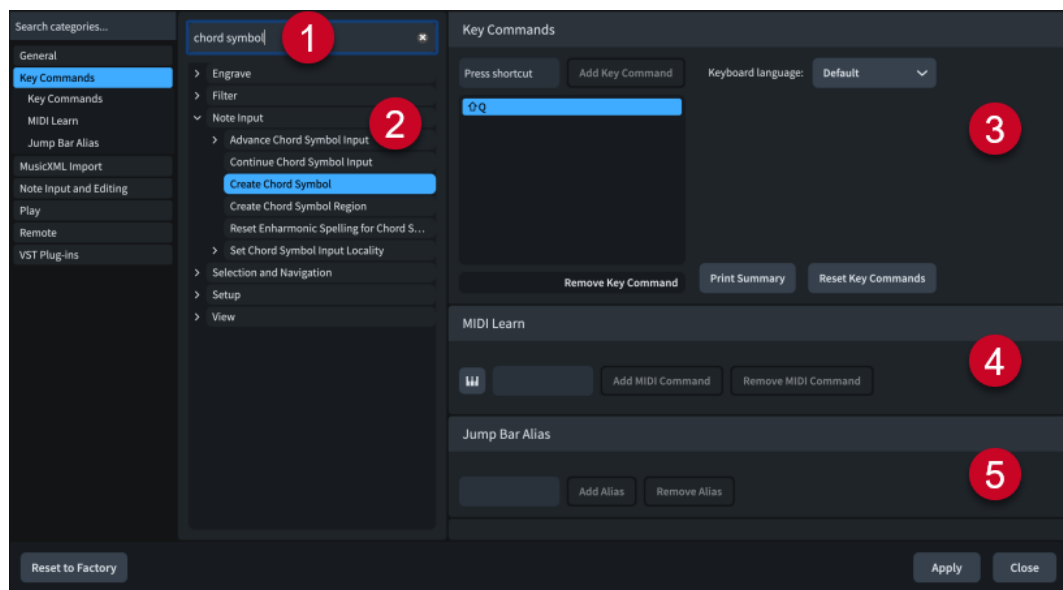 Search categories...
General
Key Commands
Key Commands
MIDI Learn
Jump Bar Alias
MusicXML Import
Note Input and Editing
Play
Remote
VST Plug-ins
chord symbol
1
Engrave
Filter
Note Input
2
Advance Chord Symbol Input
Continue Chord Symbol Input
Create Chord Symbol
Create Chord Symbol Region
Reset Enharmonic Spelling for Chord S...
Set Chord Symbol Input Locality
Selection and Navigation
Setup
View
Key Commands
Press shortcut Add Key Command Keyboard language: Default
⇧Q
3
Remove Key Command Print Summary Reset Key Commands
MIDI Learn
4
Add MIDI Command Remove MIDI Command
Jump Bar Alias
5
Add Alias Remove Alias
Reset to Factory Apply Close